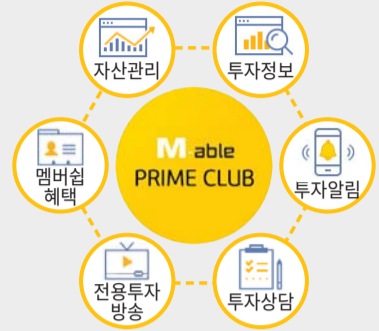 자산관리
투자정보
M-able
PRIME CLUB
멤버쉽
혜택
투자알림
전용투자
방송
투자상담